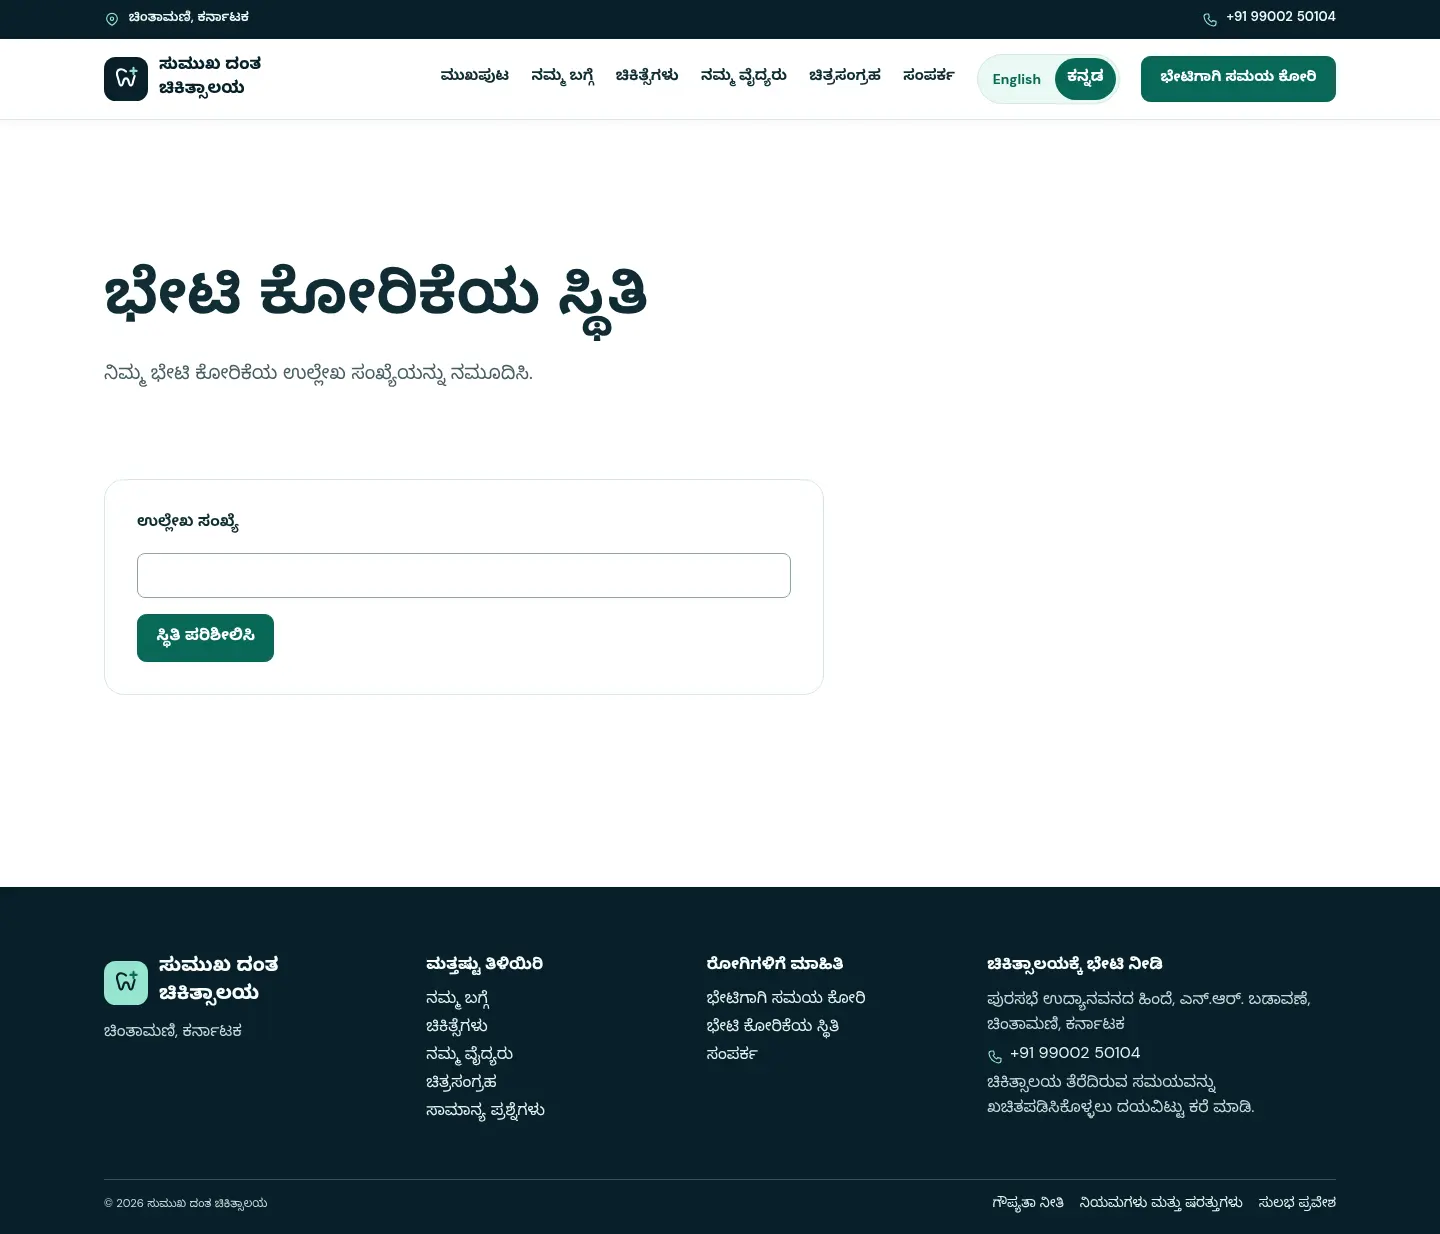 ಚಿಂತಾಮಣಿ, ಕರ್ನಾಟಕ
+91 99002 50104
ಸುಮುಖ ದಂತ
ಚಿಕಿತ್ಸಾಲಯ
ಮುಖಪುಟ ನಮ್ಮ ಬಗ್ಗೆ ಚಿಕಿತ್ಸೆಗಳು ನಮ್ಮ ವೈದ್ಯರು ಚಿತ್ರಸಂಗ್ರಹ ಸಂಪರ್ಕ English ಕನ್ನಡ ಭೇಟಿಗಾಗಿ ಸಮಯ ಕೋರಿ
ಭೇಟಿ ಕೋರಿಕೆಯ ಸ್ಥಿತಿ
ನಿಮ್ಮ ಭೇಟಿ ಕೋರಿಕೆಯ ಉಲ್ಲೇಖ ಸಂಖ್ಯೆಯನ್ನು ನಮೂದಿಸಿ.
ಉಲ್ಲೇಖ ಸಂಖ್ಯೆ
ಸ್ಥಿತಿ ಪರಿಶೀಲಿಸಿ
ಸುಮುಖ ದಂತ
ಚಿಕಿತ್ಸಾಲಯ
ಚಿಂತಾಮಣಿ, ಕರ್ನಾಟಕ
ಮತ್ತಷ್ಟು ತಿಳಿಯಿರಿ
ನಮ್ಮ ಬಗ್ಗೆ
ಚಿಕಿತ್ಸೆಗಳು
ನಮ್ಮ ವೈದ್ಯರು
ಚಿತ್ರಸಂಗ್ರಹ
ಸಾಮಾನ್ಯ ಪ್ರಶ್ನೆಗಳು
ರೋಗಿಗಳಿಗೆ ಮಾಹಿತಿ
ಭೇಟಿಗಾಗಿ ಸಮಯ ಕೋರಿ
ಭೇಟಿ ಕೋರಿಕೆಯ ಸ್ಥಿತಿ
ಸಂಪರ್ಕ
ಚಿಕಿತ್ಸಾಲಯಕ್ಕೆ ಭೇಟಿ ನೀಡಿ
ಪುರಸಭೆ ಉದ್ಯಾನವನದ ಹಿಂದೆ, ಎನ್.ಆರ್. ಬಡಾವಣೆ,
ಚಿಂತಾಮಣಿ, ಕರ್ನಾಟಕ
+91 99002 50104
ಚಿಕಿತ್ಸಾಲಯ ತೆರೆದಿರುವ ಸಮಯವನ್ನು
ಖಚಿತಪಡಿಸಿಕೊಳ್ಳಲು ದಯವಿಟ್ಟು ಕರೆ ಮಾಡಿ.
© 2026 ಸುಮುಖ ದಂತ ಚಿಕಿತ್ಸಾಲಯ
ಗೌಪ್ಯತಾ ನೀತಿ ನಿಯಮಗಳು ಮತ್ತು ಷರತ್ತುಗಳು ಸುಲಭ ಪ್ರವೇಶ